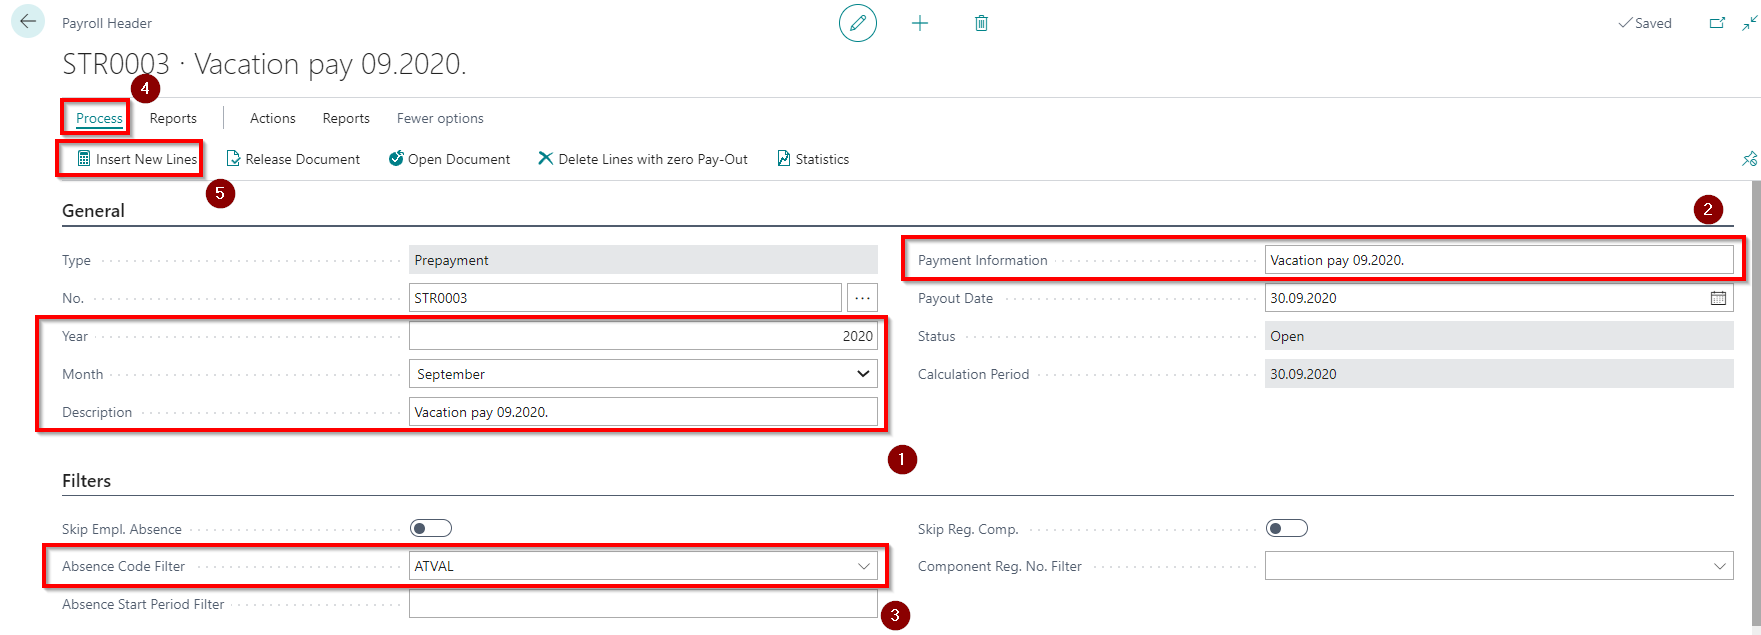 Payroll Header
Saved
STR0003 · Vacation pay 09.2020.
4
Process Reports Actions Reports Fewer options
Insert New Lines Release Document Open Document Delete Lines with zero Pay-Out Statistics
5
General
2
Type Prepayment
Payment Information Vacation pay 09.2020.
No. STR0003 ...
Payout Date 30.09.2020
Year 2020
Status Open
Month September
Calculation Period 30.09.2020
Description Vacation pay 09.2020.
1
Filters
Skip Empl. Absence
Skip Reg. Comp.
Absence Code Filter ATVAL
Component Reg. No. Filter
Absence Start Period Filter
3